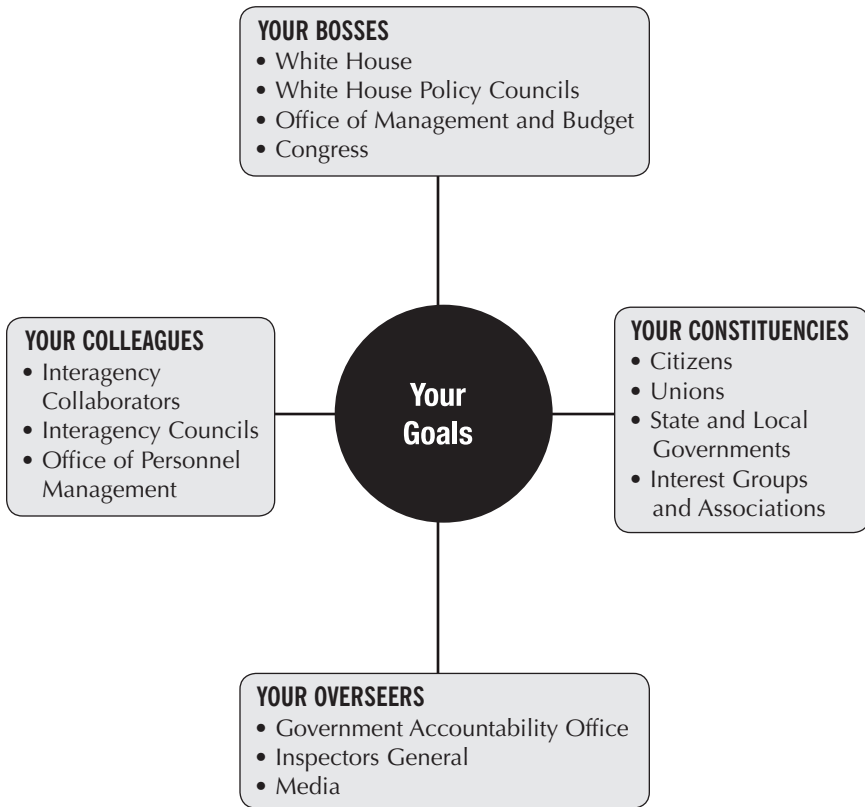 YOUR BOSSES
• White House
• White House Policy Councils
• Office of Management and Budget
• Congress
YOUR COLLEAGUES
• Interagency
Collaborators
• Interagency Councils
• Office of Personnel
Management
Your
Goals
YOUR CONSTITUENCIES
• Citizens
• Unions
• State and Local
Governments
• Interest Groups
and Associations
YOUR OVERSEERS
• Government Accountability Office
• Inspectors General
• Media